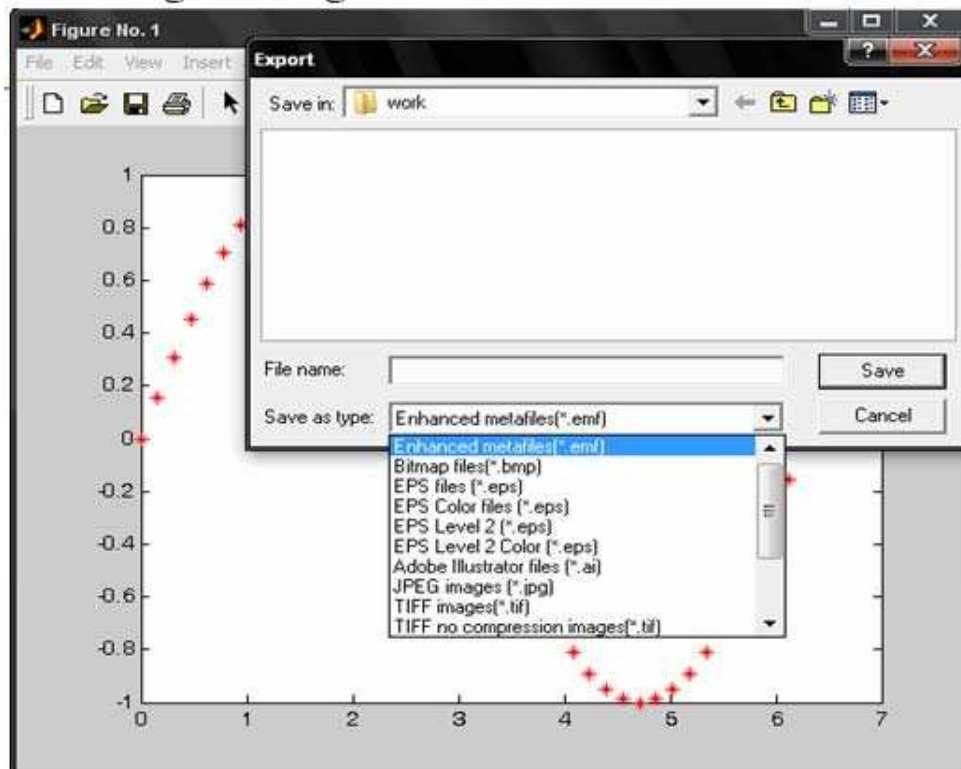 Figure No. 1
File Edit View Insert
Export
Save in: work
File name:
Save
Save as type: Enhanced metafiles(*.emf)
Cancel
Enhanced metafiles(*.emf)
Bitmap files(*.bmp)
EPS files (*.eps)
EPS Color files (*.eps)
EPS Level 2 (*.eps)
EPS Level 2 Color (*.eps)
Adobe Illustrator files (*.ai)
JPEG images (*.jpg)
TIFF images(*.tif)
TIFF no compression images(*.tif)
1
0.8
0.6
0.4
0.2
0
-0.2
-0.4
-0.6
-0.8
-1
0 1 2 3 4 5 6 7